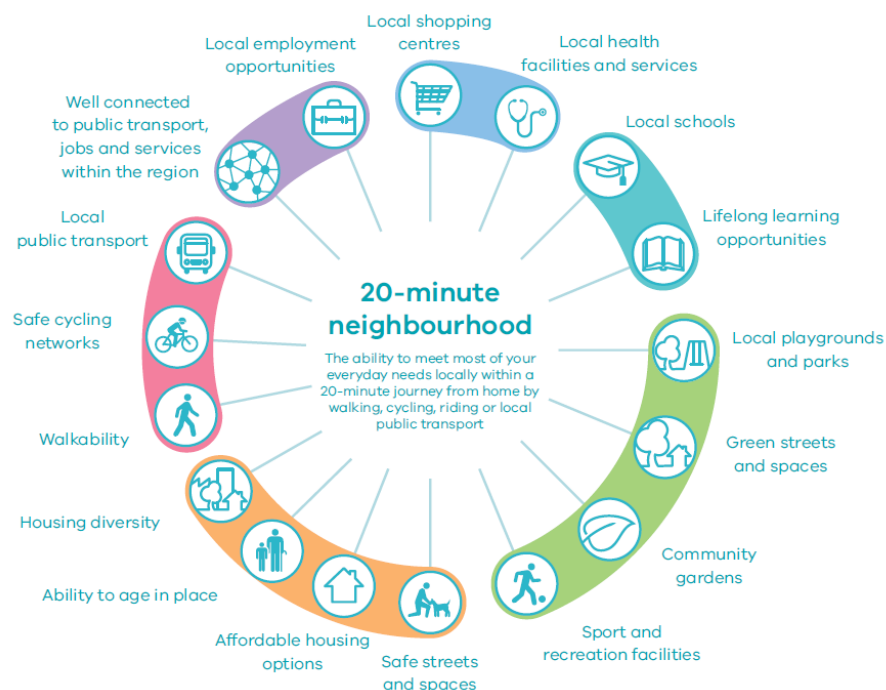 20-minute
neighbourhood
The ability to meet most of your
everyday needs locally within a
20-minute journey from home by
walking, cycling, riding or local
public transport
Local shopping
centres
Local health
facilities and services
Local schools
Lifelong learning
opportunities
Local playgrounds
and parks
Green streets
and spaces
Community
gardens
Sport and
recreation facilities
Safe streets
and spaces
Affordable housing
options
Ability to age in place
Housing diversity
Walkability
Safe cycling
networks
Local
public transport
Well connected
to public transport,
jobs and services
within the region
Local employment
opportunities